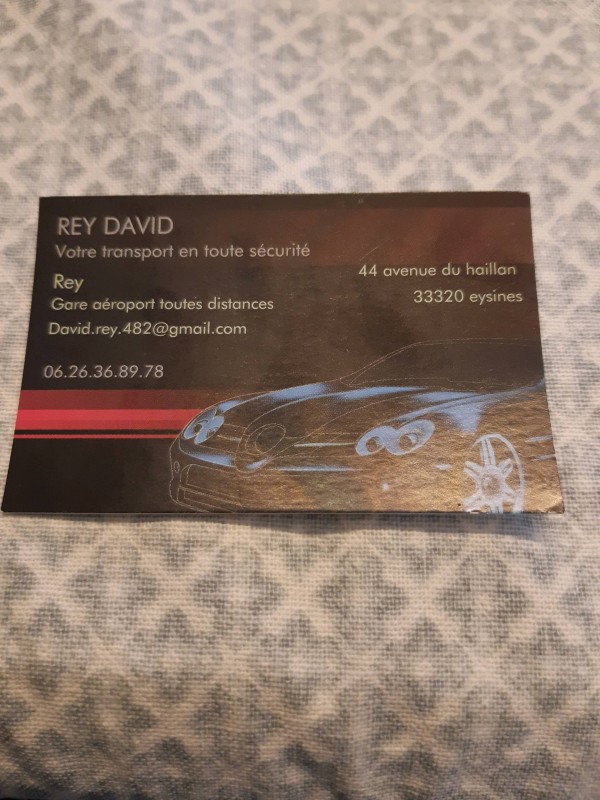 REY DAVID
Votre transport en toute sécurité
Rey
Gare aéroport toutes distances
David.rey.482@gmail.com
06.26.36.89.78
44 avenue du haillan
33320 eysines